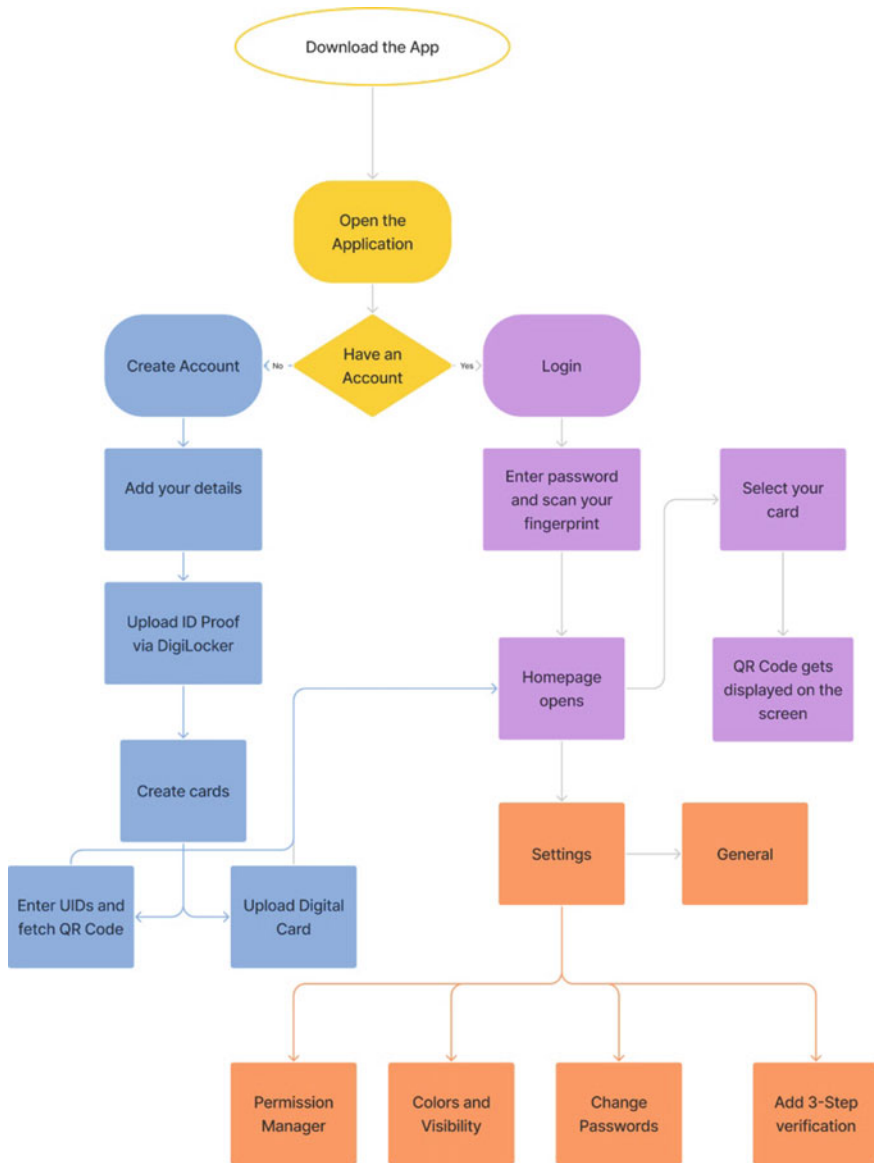 Download the App
Open the
Application
Create Account
No
Have an
Account
Yes
Login
Add your details
Enter password
and scan your
fingerprint
Select your
card
Upload ID Proof
via DigiLocker
Homepage
opens
QR Code gets
displayed on the
screen
Create cards
Settings
General
Enter UIDs and
fetch QR Code
Upload Digital
Card
Permission
Manager
Colors and
Visibility
Change
Passwords
Add 3-Step
verification